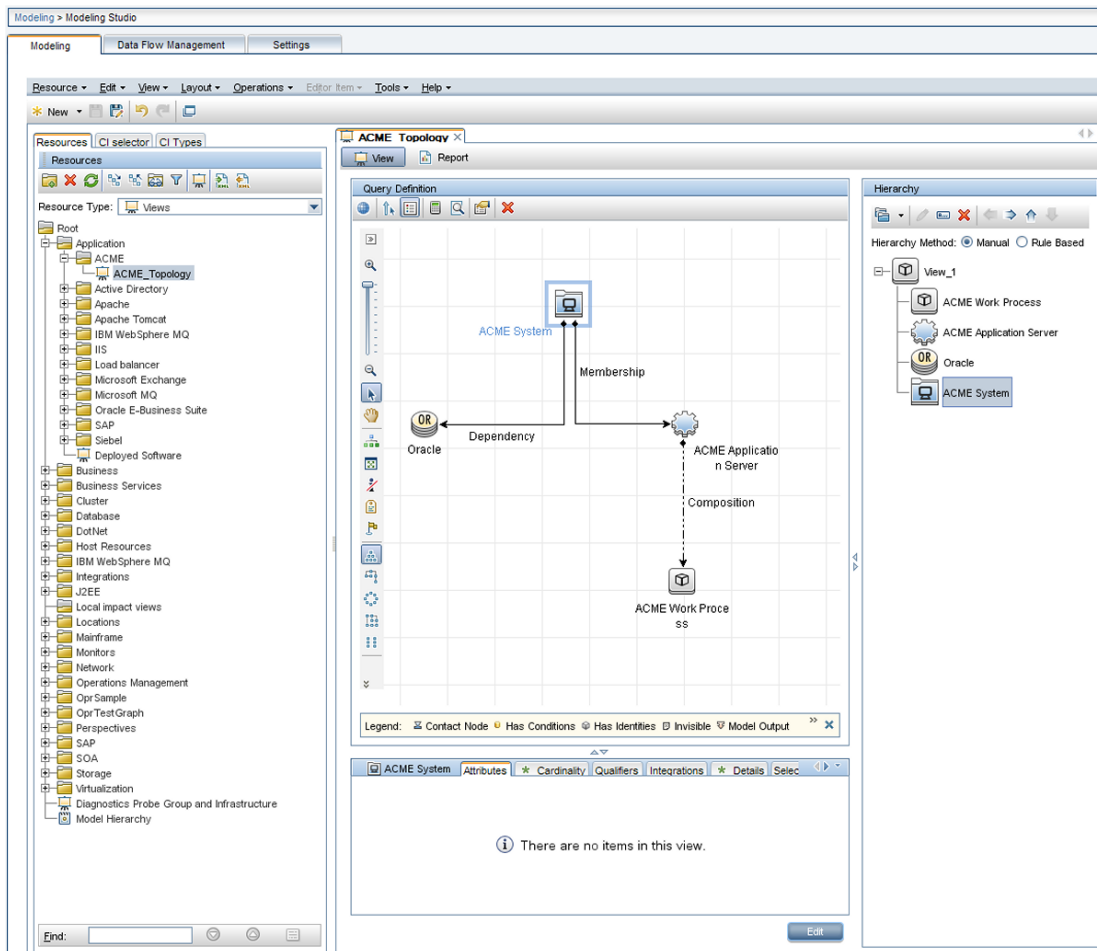 Modeling > Modeling Studio
Modeling
Data Flow Management
Settings
Resource
Edit
View
Layout
Operations
Editor Item
Tools
Help
New
Resources
CI selector
CI Types
Resources
Resource Type:
Views
Root
Application
ACME
ACME_Topology
Active Directory
Apache
Apache Tomcat
IBM WebSphere MQ
IIS
Load balancer
Microsoft Exchange
Microsoft MQ
Oracle E-Business Suite
SAP
Siebel
Deployed Software
Business
Business Services
Cluster
Database
DotNet
Host Resources
IBM WebSphere MQ
Integrations
J2EE
Local impact views
Locations
Mainframe
Monitors
Network
Operations Management
OprSample
OprTestGraph
Perspectives
SAP
SOA
Storage
Virtualization
Diagnostics Probe Group and Infrastructure
Model Hierarchy
Find:
ACME_Topology
View
Report
Query Definition
ACME System
Membership
OR
Oracle
Dependency
ACME Applicatio
n Server
Composition
ACME Work Proce
ss
Legend:
Contact Node
Has Conditions
Has Identities
Invisible
Model Output
ACME System
Attributes
Cardinality
Qualifiers
Integrations
Details
Selec
There are no items in this view.
Edit
Hierarchy
Hierarchy Method:
Manual
Rule Based
View_1
ACME Work Process
ACME Application Server
OR
Oracle
ACME System